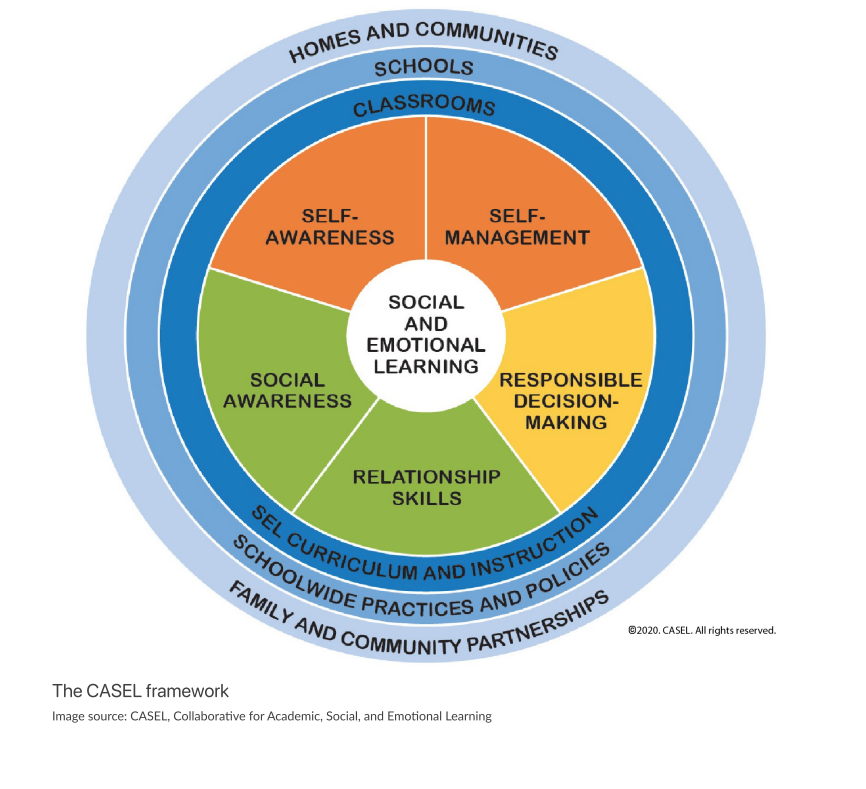 HOMES AND COMMUNITIES
SCHOOLS
CLASSROOMS
SELF-
AWARENESS
SELF-
MANAGEMENT
SOCIAL
AND
EMOTIONAL
LEARNING
SOCIAL
AWARENESS
RESPONSIBLE
DECISION-
MAKING
RELATIONSHIP
SKILLS
SEL CURRICULUM AND INSTRUCTION
SCHOOLWIDE PRACTICES AND POLICIES
FAMILY AND COMMUNITY PARTNERSHIPS
©2020. CASEL. All rights reserved.
The CASEL framework
Image source: CASEL, Collaborative for Academic, Social, and Emotional Learning